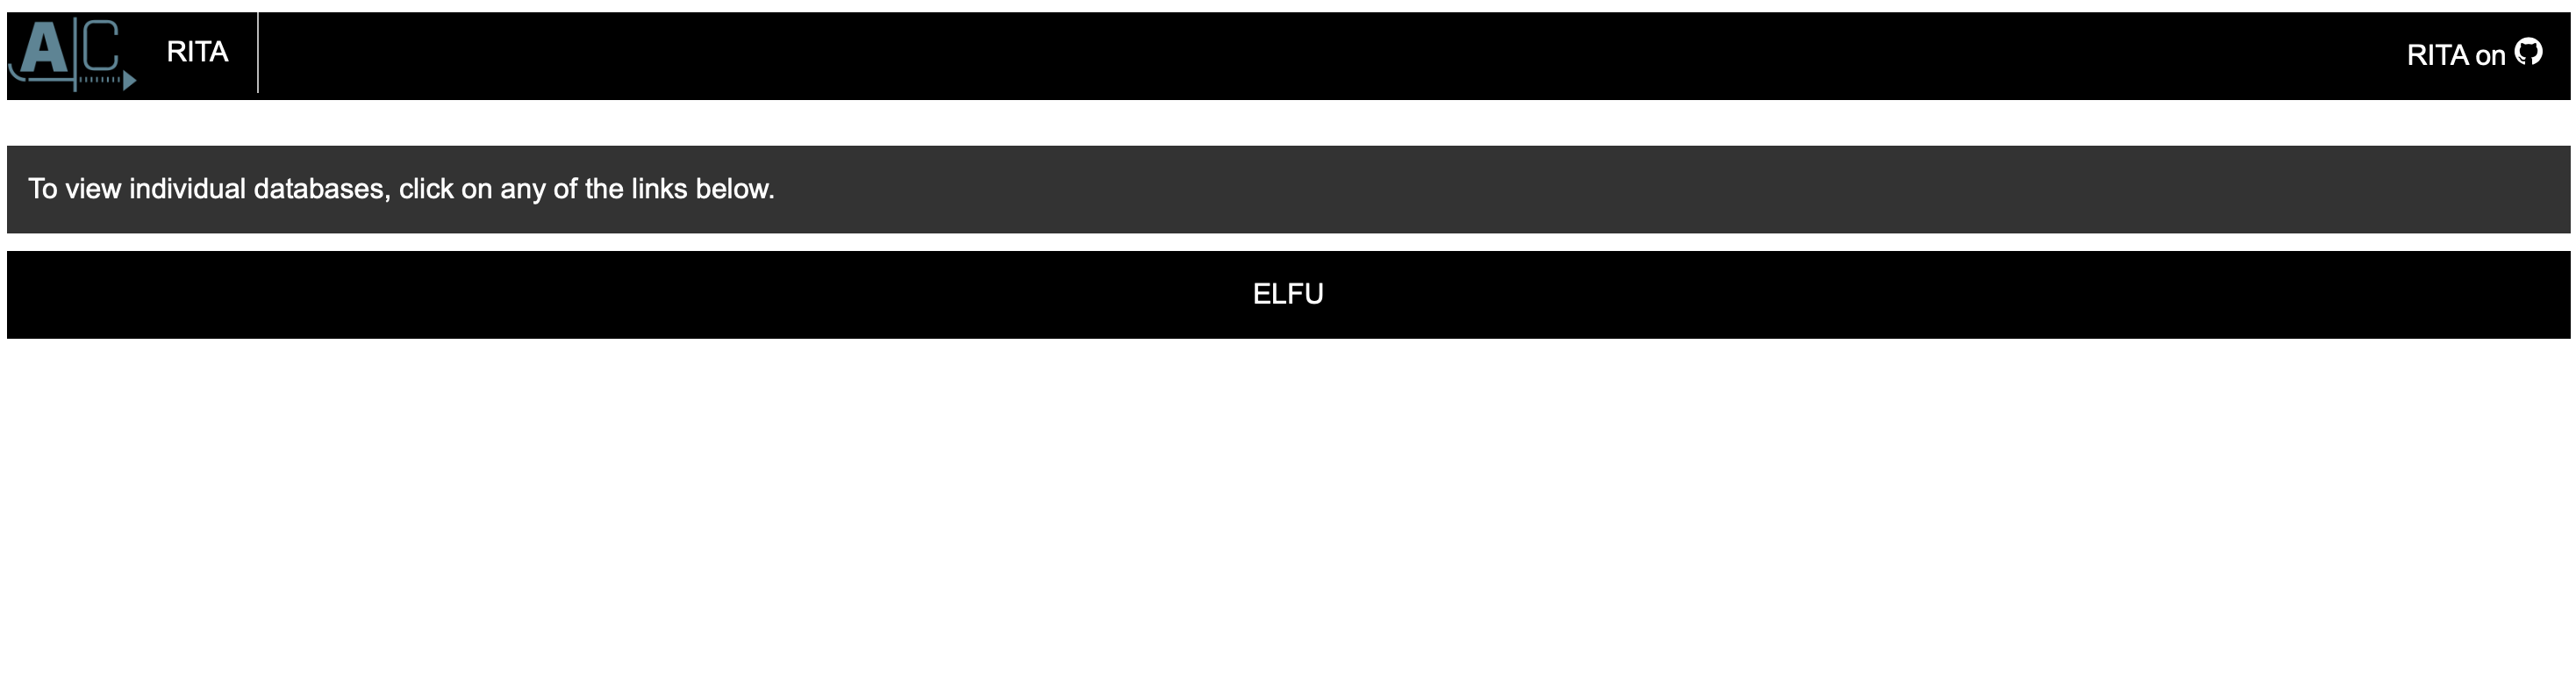 A|C RITA
RITA on
To view individual databases, click on any of the links below.
ELFU